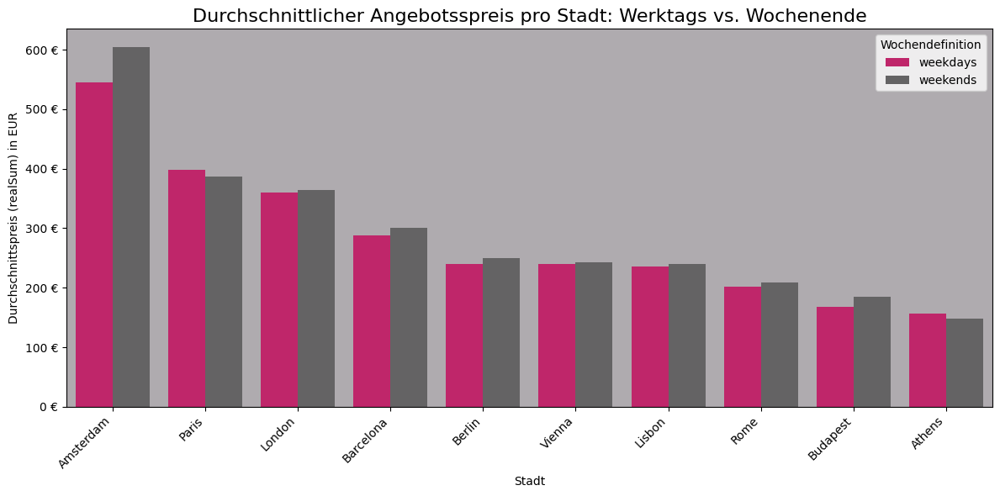 Durchschnittlicher Angebotsspreis pro Stadt: Werktags vs. Wochenende
Durchschnittspreis (realSum) in EUR
600 €
500 €
400 €
300 €
200 €
100 €
0 €
Wochendefinition
weekdays
weekends
Amsterdam
Paris
London
Barcelona
Berlin
Vienna
Lisbon
Rome
Budapest
Athens
Stadt